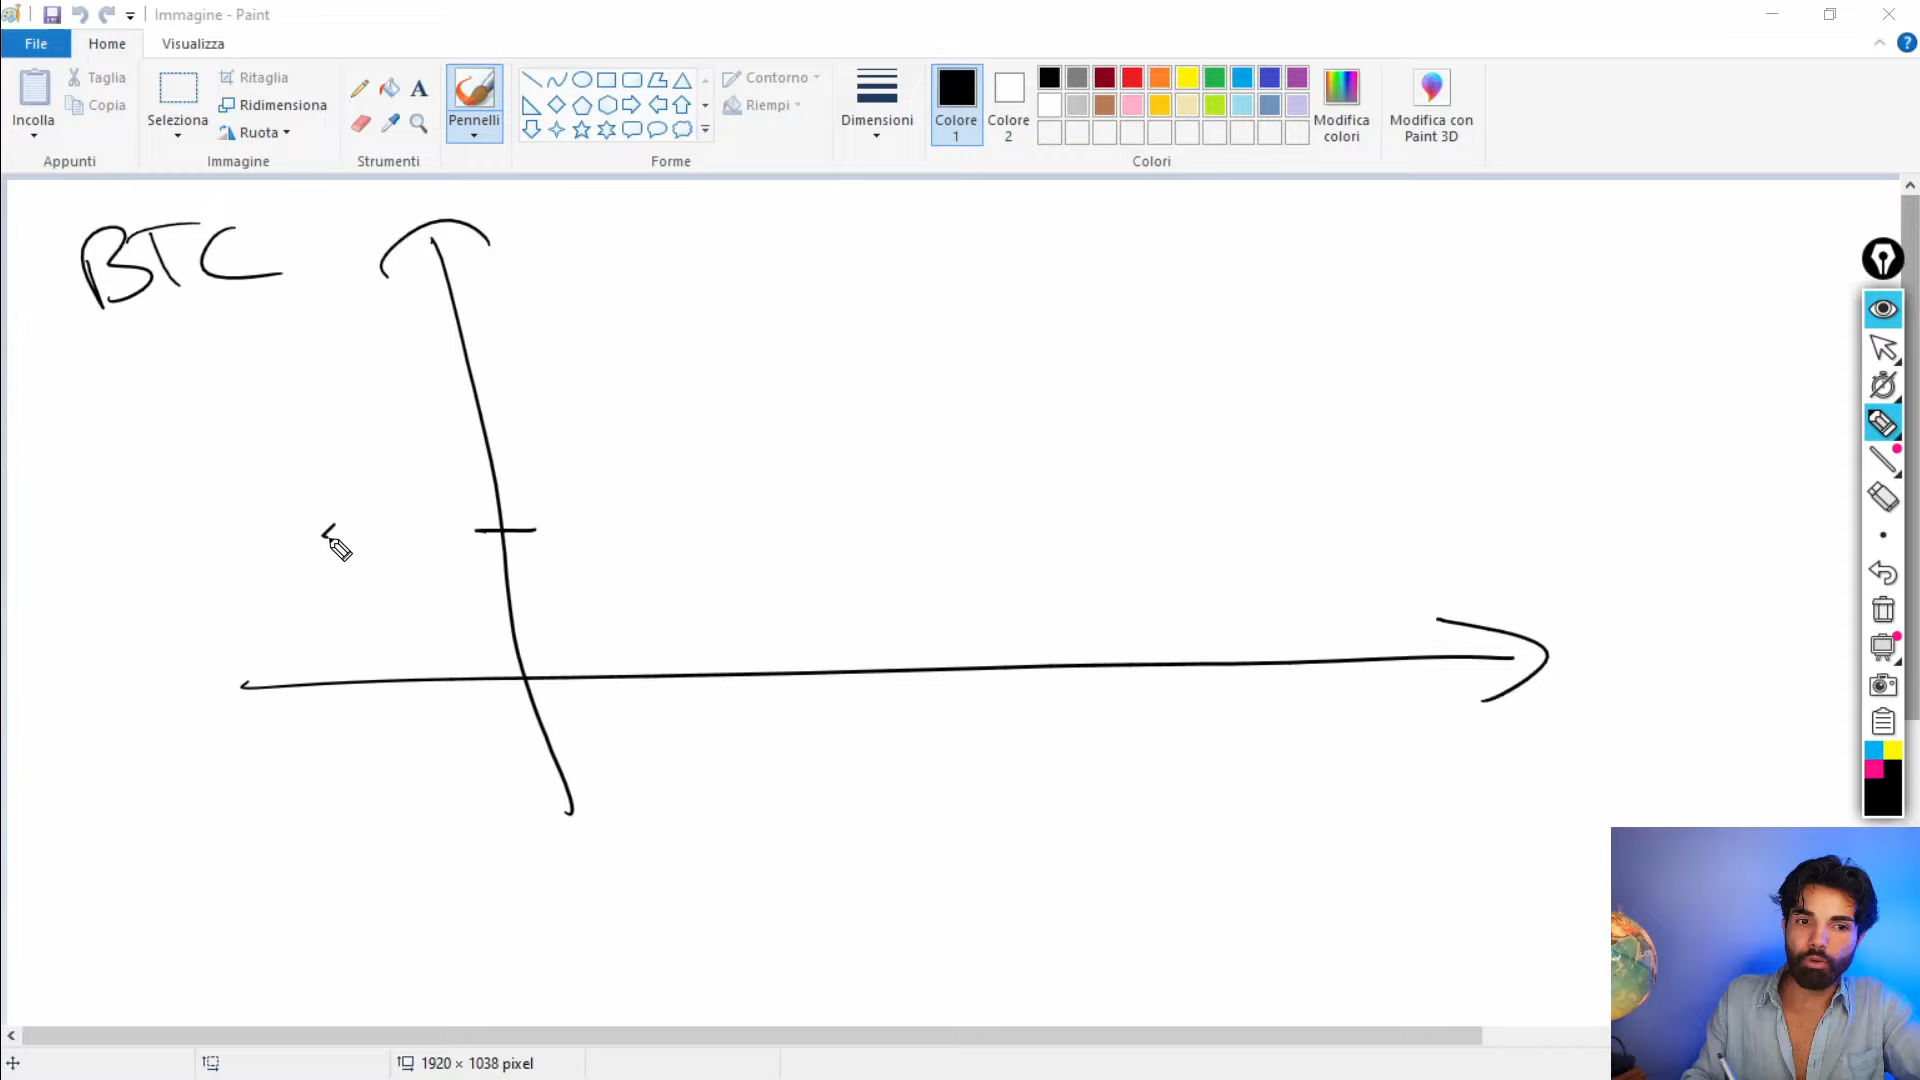 Immagine - Paint
File Home Visualizza
Incolla
Taglia
Copia
Appunti
Seleziona
Ritaglia
Ridimensiona
Ruota
Immagine
Strumenti
Pennelli
Contorno
Riempi
Forme
Dimensioni
Colore 1
Colore 2
Modifica colori
Colori
Modifica con Paint 3D
BTC
1920 × 1038 pixel